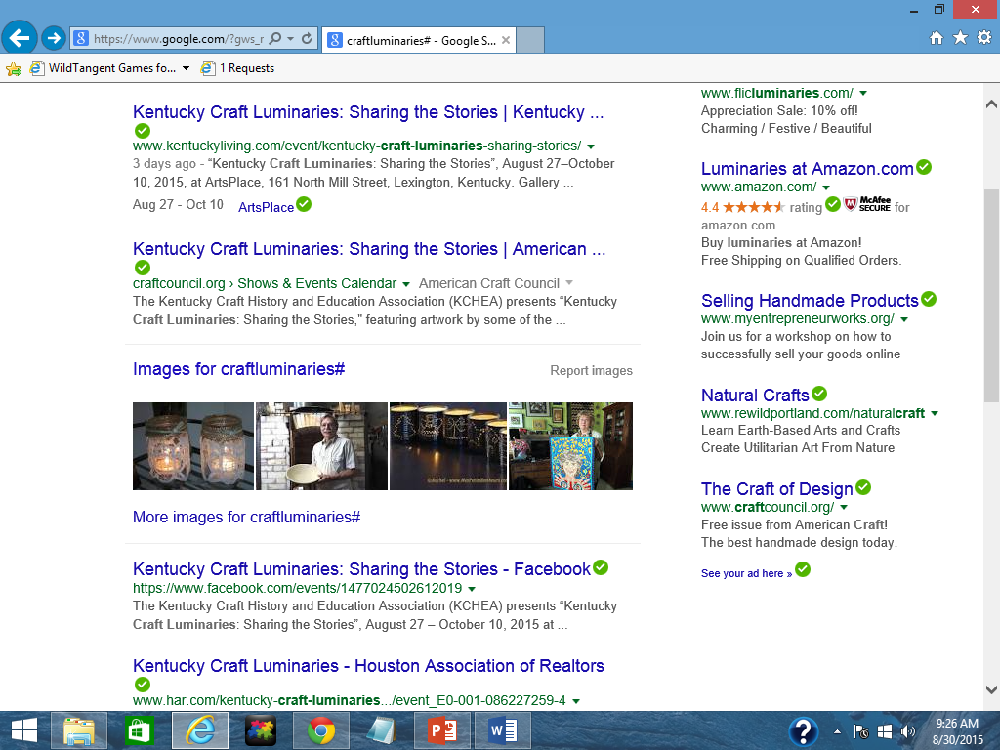 https://www.google.com/?gws_r
craftluminaries# - Google S...
WildTangent Games fo...
1 Requests
Kentucky Craft Luminaries: Sharing the Stories | Kentucky ...
www.kentuckyliving.com/event/kentucky-craft-luminaries-sharing-stories/
3 days ago - “Kentucky Craft Luminaries: Sharing the Stories”, August 27–October
10, 2015, at ArtsPlace, 161 North Mill Street, Lexington, Kentucky. Gallery ...
Aug 27 - Oct 10 ArtsPlace
Kentucky Craft Luminaries: Sharing the Stories | American ...
craftcouncil.org › Shows & Events Calendar American Craft Council
The Kentucky Craft History and Education Association (KCHEA) presents “Kentucky
Craft Luminaries: Sharing the Stories,” featuring artwork by some of the ...
Images for craftluminaries#
Report images
More images for craftluminaries#
Kentucky Craft Luminaries: Sharing the Stories - Facebook
https://www.facebook.com/events/1477024502612019
The Kentucky Craft History and Education Association (KCHEA) presents “Kentucky
Craft Luminaries: Sharing the Stories”, August 27 – October 10, 2015 at ...
Kentucky Craft Luminaries - Houston Association of Realtors
www.har.com/kentucky-craft-luminaries.../event_E0-001-086227259-4
www.flicluminaries.com/
Appreciation Sale: 10% off!
Charming / Festive / Beautiful
Luminaries at Amazon.com
www.amazon.com/
4.4 rating McAfee SECURE for
amazon.com
Buy luminaries at Amazon!
Free Shipping on Qualified Orders.
Selling Handmade Products
www.myentrepreneurworks.org/
Join us for a workshop on how to
successfully sell your goods online
Natural Crafts
www.rewildportland.com/naturalcraft
Learn Earth-Based Arts and Crafts
Create Utilitarian Art From Nature
The Craft of Design
www.craftcouncil.org/
Free issue from American Craft!
The best handmade design today.
See your ad here »
9:26 AM
8/30/2015